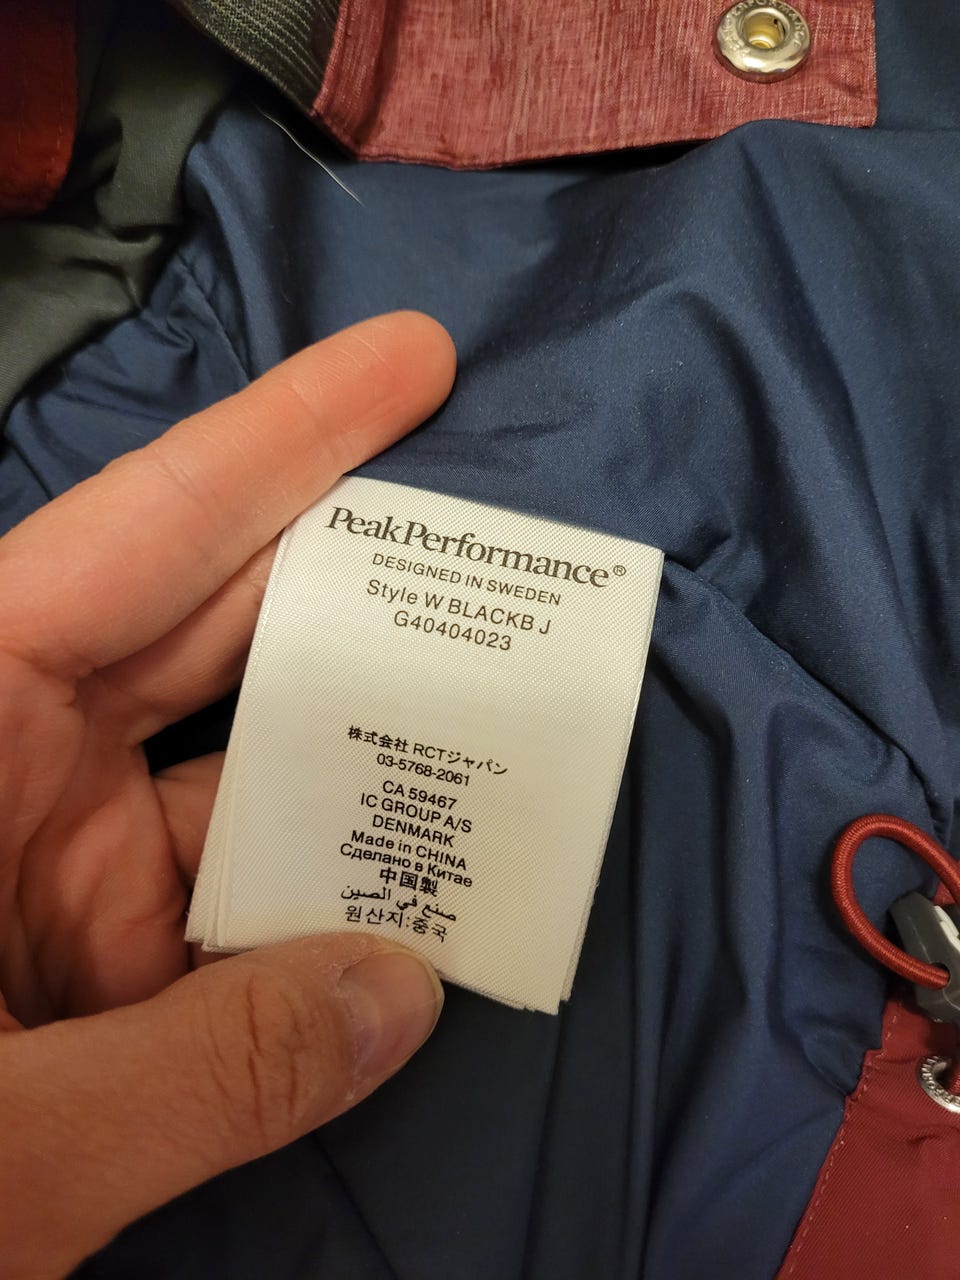 PeakPerformance®
DESIGNED IN SWEDEN
Style W BLACKB J
G40404023
株式会社 RCTジャパン
03-5768-2061
CA 59467
IC GROUP A/S
DENMARK
Made in CHINA
Сделано в Китае
中国製
صنع في الصين
원산지:중국